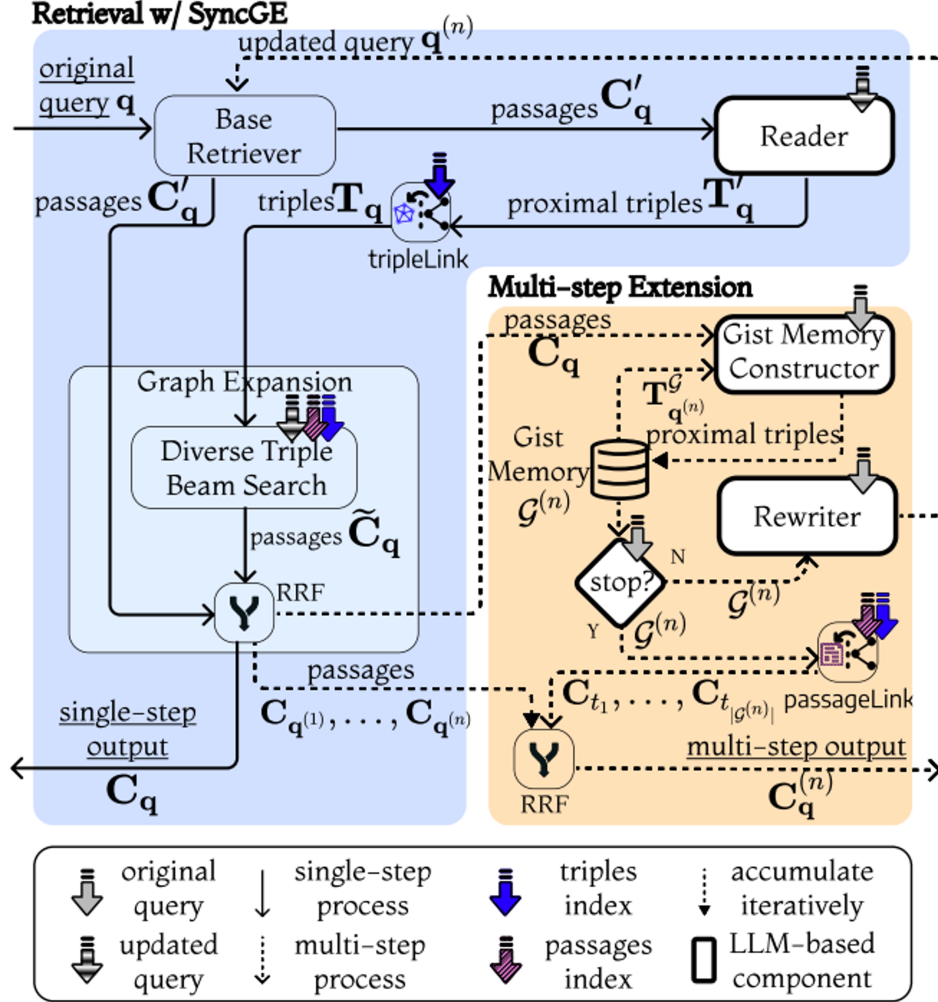 Retrieval w/ SyncGE
updated query q^(n)
original
query q
Base
Retriever
passages C'_q
Reader
passages C'_q
triples T_q
proximal triples T'_q
tripleLink
Multi-step Extension
passages
C_q
Gist Memory
Constructor
Graph Expansion
T^𝒢_q^(n)
Gist
Memory
𝒢^(n)
proximal triples
Diverse Triple
Beam Search
Rewriter
passages C̃_q
RRF
stop?
N
𝒢^(n)
Y
𝒢^(n)
passages
C_q^(1), . . . , C_q^(n)
C_t_1, . . . , C_t_|𝒢^(n)|
passageLink
single-step
output
C_q
RRF
multi-step output
C_q^(n)
original
query
single-step
process
triples
index
accumulate
iteratively
updated
query
multi-step
process
passages
index
LLM-based
component